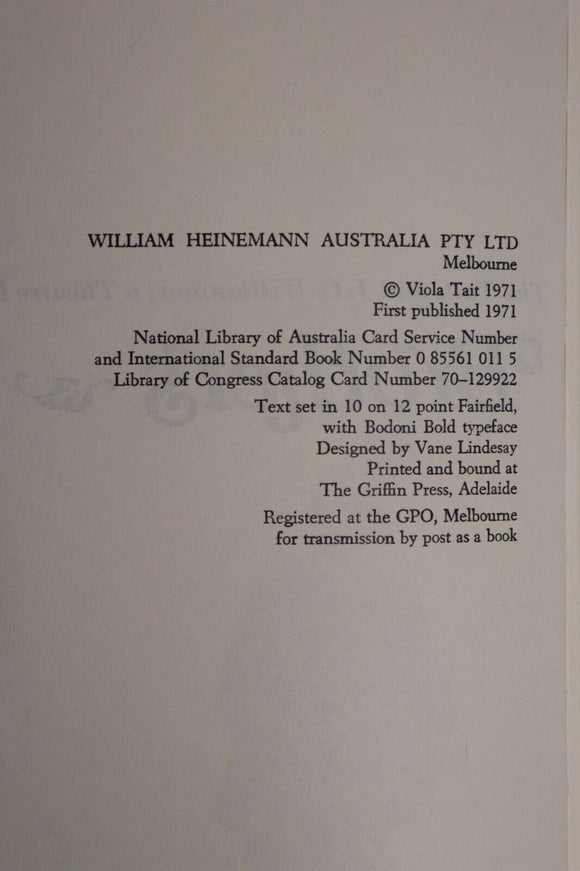 WILLIAM HEINEMANN AUSTRALIA PTY LTD
Melbourne
© Viola Tait 1971
First published 1971
National Library of Australia Card Service Number
and International Standard Book Number 0 85561 011 5
Library of Congress Catalog Card Number 70–129922
Text set in 10 on 12 point Fairfield,
with Bodoni Bold typeface
Designed by Vane Lindesay
Printed and bound at
The Griffin Press, Adelaide
Registered at the GPO, Melbourne
for transmission by post as a book